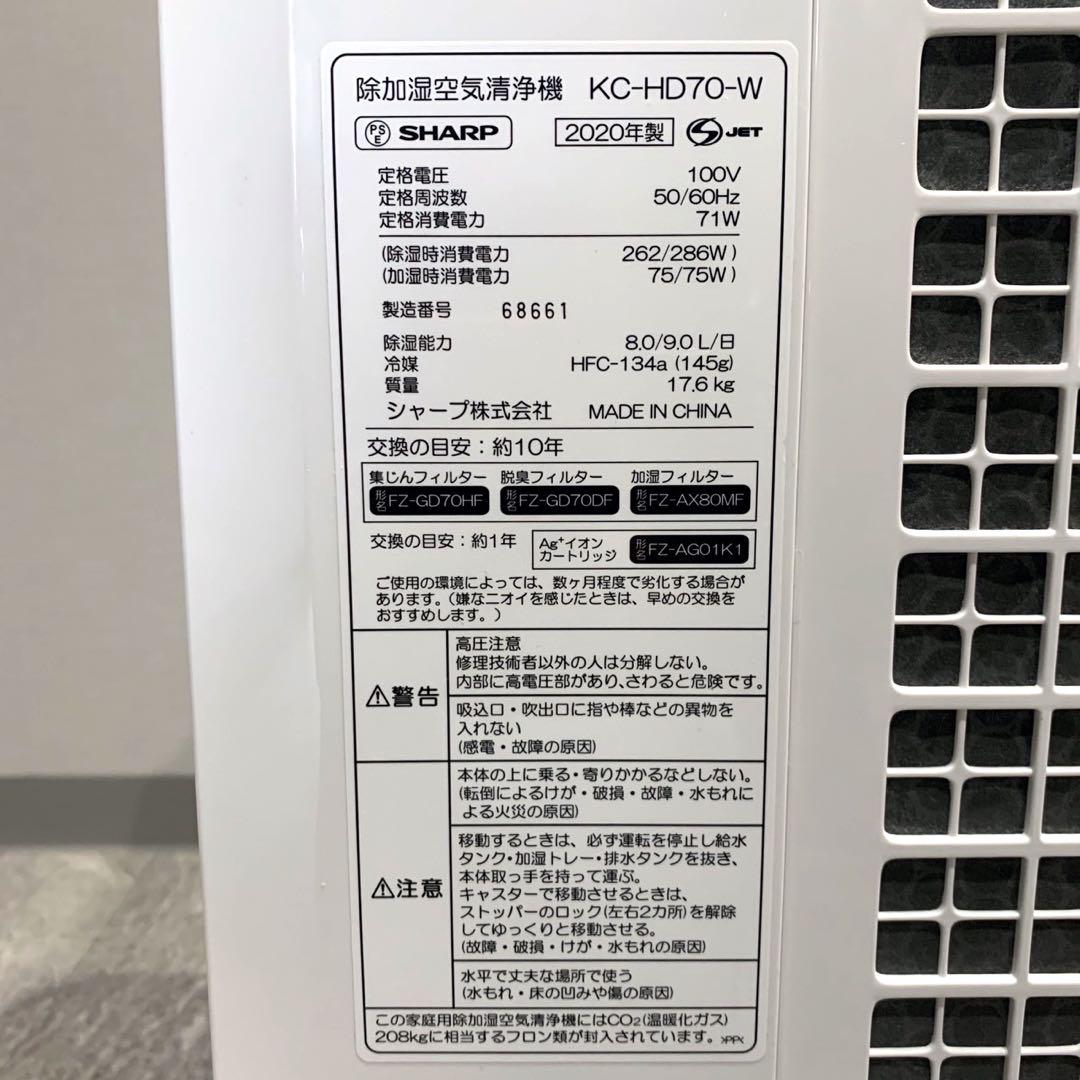 除加湿空気清浄機 KC-HD70-W
PSE SHARP 2020年製 S JET
定格電圧 100V
定格周波数 50/60Hz
定格消費電力 71W
(除湿時消費電力 262/286W)
(加湿時消費電力 75/75W)
製造番号 68661
除湿能力 8.0/9.0 L/日
冷媒 HFC-134a (145g)
質量 17.6 kg
シャープ株式会社 MADE IN CHINA
交換の目安：約10年
集じんフィルター 脱臭フィルター 加湿フィルター
形名 FZ-GD70HF 形名 FZ-GD70DF 形名 FZ-AX80MF
交換の目安：約1年 Ag⁺イオンカートリッジ 形名 FZ-AG01K1
ご使用の環境によっては、数ヶ月程度で劣化する場合が
あります。(嫌なニオイを感じたときは、早めの交換を
おすすめします。)
⚠警告
高圧注意
修理技術者以外の人は分解しない。
内部に高電圧部があり、さわると危険です。
吸込口・吹出口に指や棒などの異物を
入れない
(感電・故障の原因)
⚠注意
本体の上に乗る・寄りかかるなどしない。
(転倒によるけが・破損・故障・水もれに
よる火災の原因)
移動するときは、必ず運転を停止し給水
タンク・加湿トレー・排水タンクを抜き、
本体取っ手を持って運ぶ。
キャスターで移動させるときは、
ストッパーのロック(左右2カ所)を解除
してゆっくりと移動させる。
(故障・破損・けが・水もれの原因)
水平で丈夫な場所で使う
(水もれ・床の凹みや傷の原因)
この家庭用除加湿空気清浄機にはCO₂(温暖化ガス)
208kgに相当するフロン類が封入されています。 >PP<